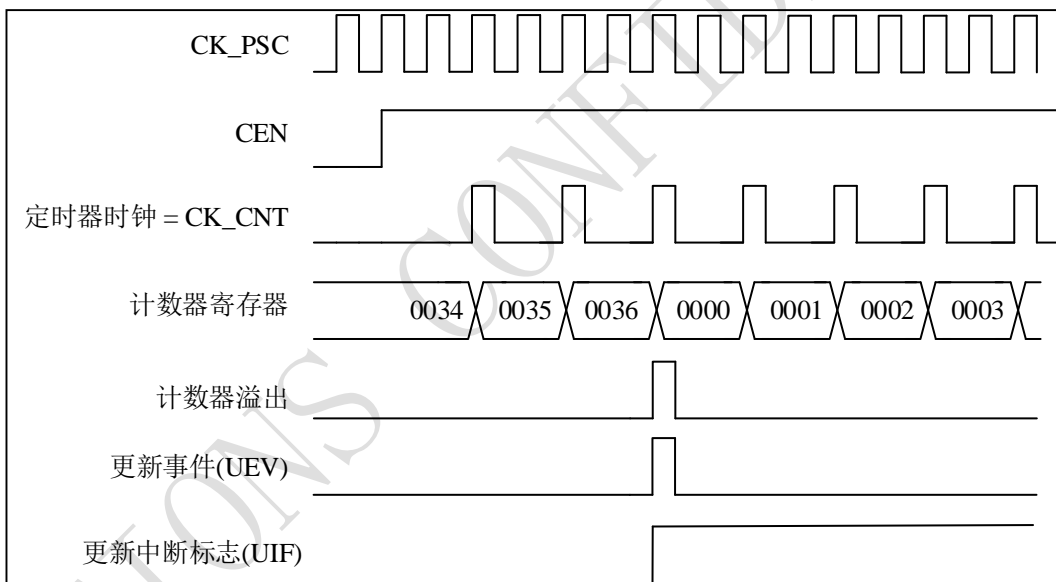 CK_PSC
CEN
定时器时钟 = CK_CNT
计数器寄存器 0034 0035 0036 0000 0001 0002 0003
计数器溢出
更新事件(UEV)
更新中断标志(UIF)
IONS CONFID